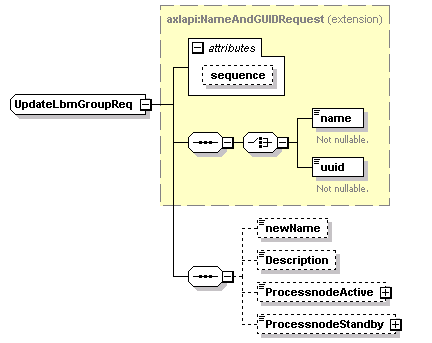 axlapi:NameAndGUIDRequest (extension)
attributes
sequence
UpdateLbmGroupReq
name
Not nullable.
uuid
Not nullable.
newName
Description
ProcessnodeActive
ProcessnodeStandby